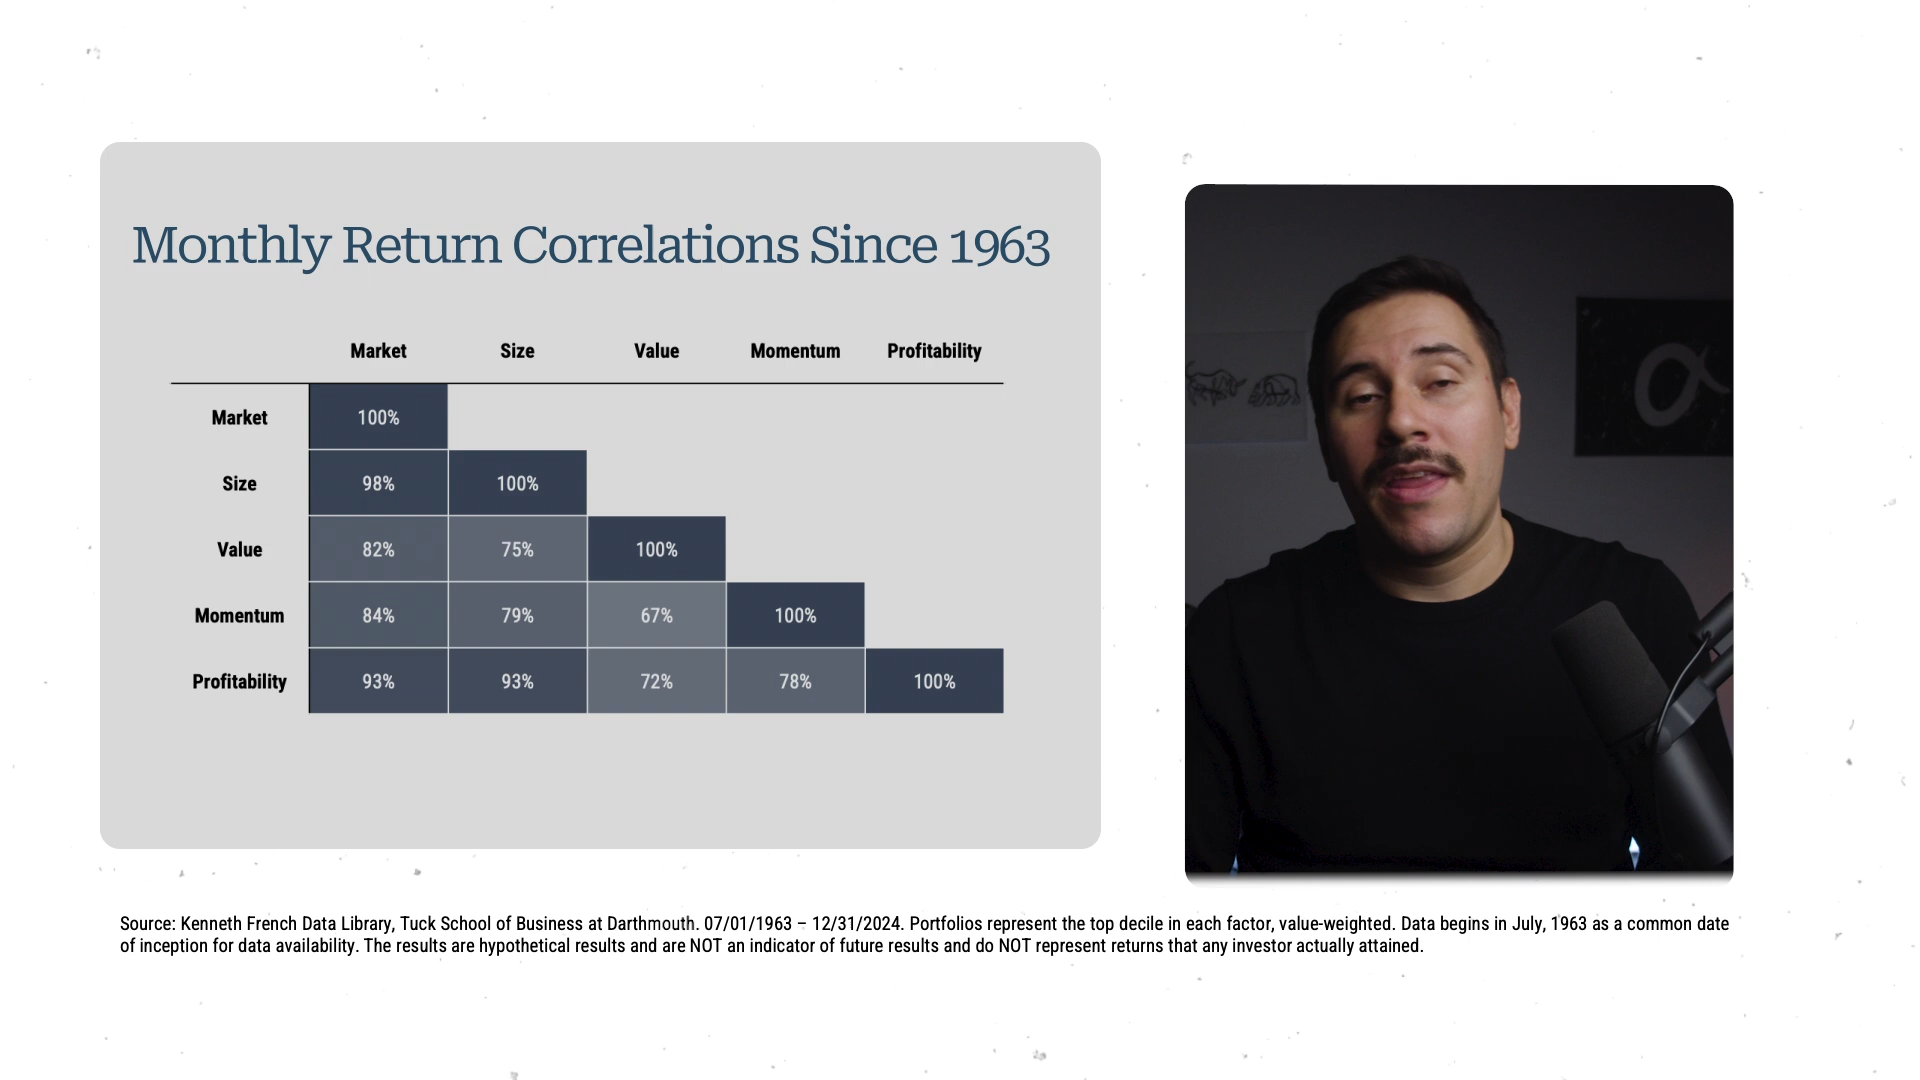 Monthly Return Correlations Since 1963
Market Size Value Momentum Profitability
Market 100%
Size 98% 100%
Value 82% 75% 100%
Momentum 84% 79% 67% 100%
Profitability 93% 93% 72% 78% 100%
Source: Kenneth French Data Library, Tuck School of Business at Darthmouth. 07/01/1963 – 12/31/2024. Portfolios represent the top decile in each factor, value-weighted. Data begins in July, 1963 as a common date
of inception for data availability. The results are hypothetical results and are NOT an indicator of future results and do NOT represent returns that any investor actually attained.